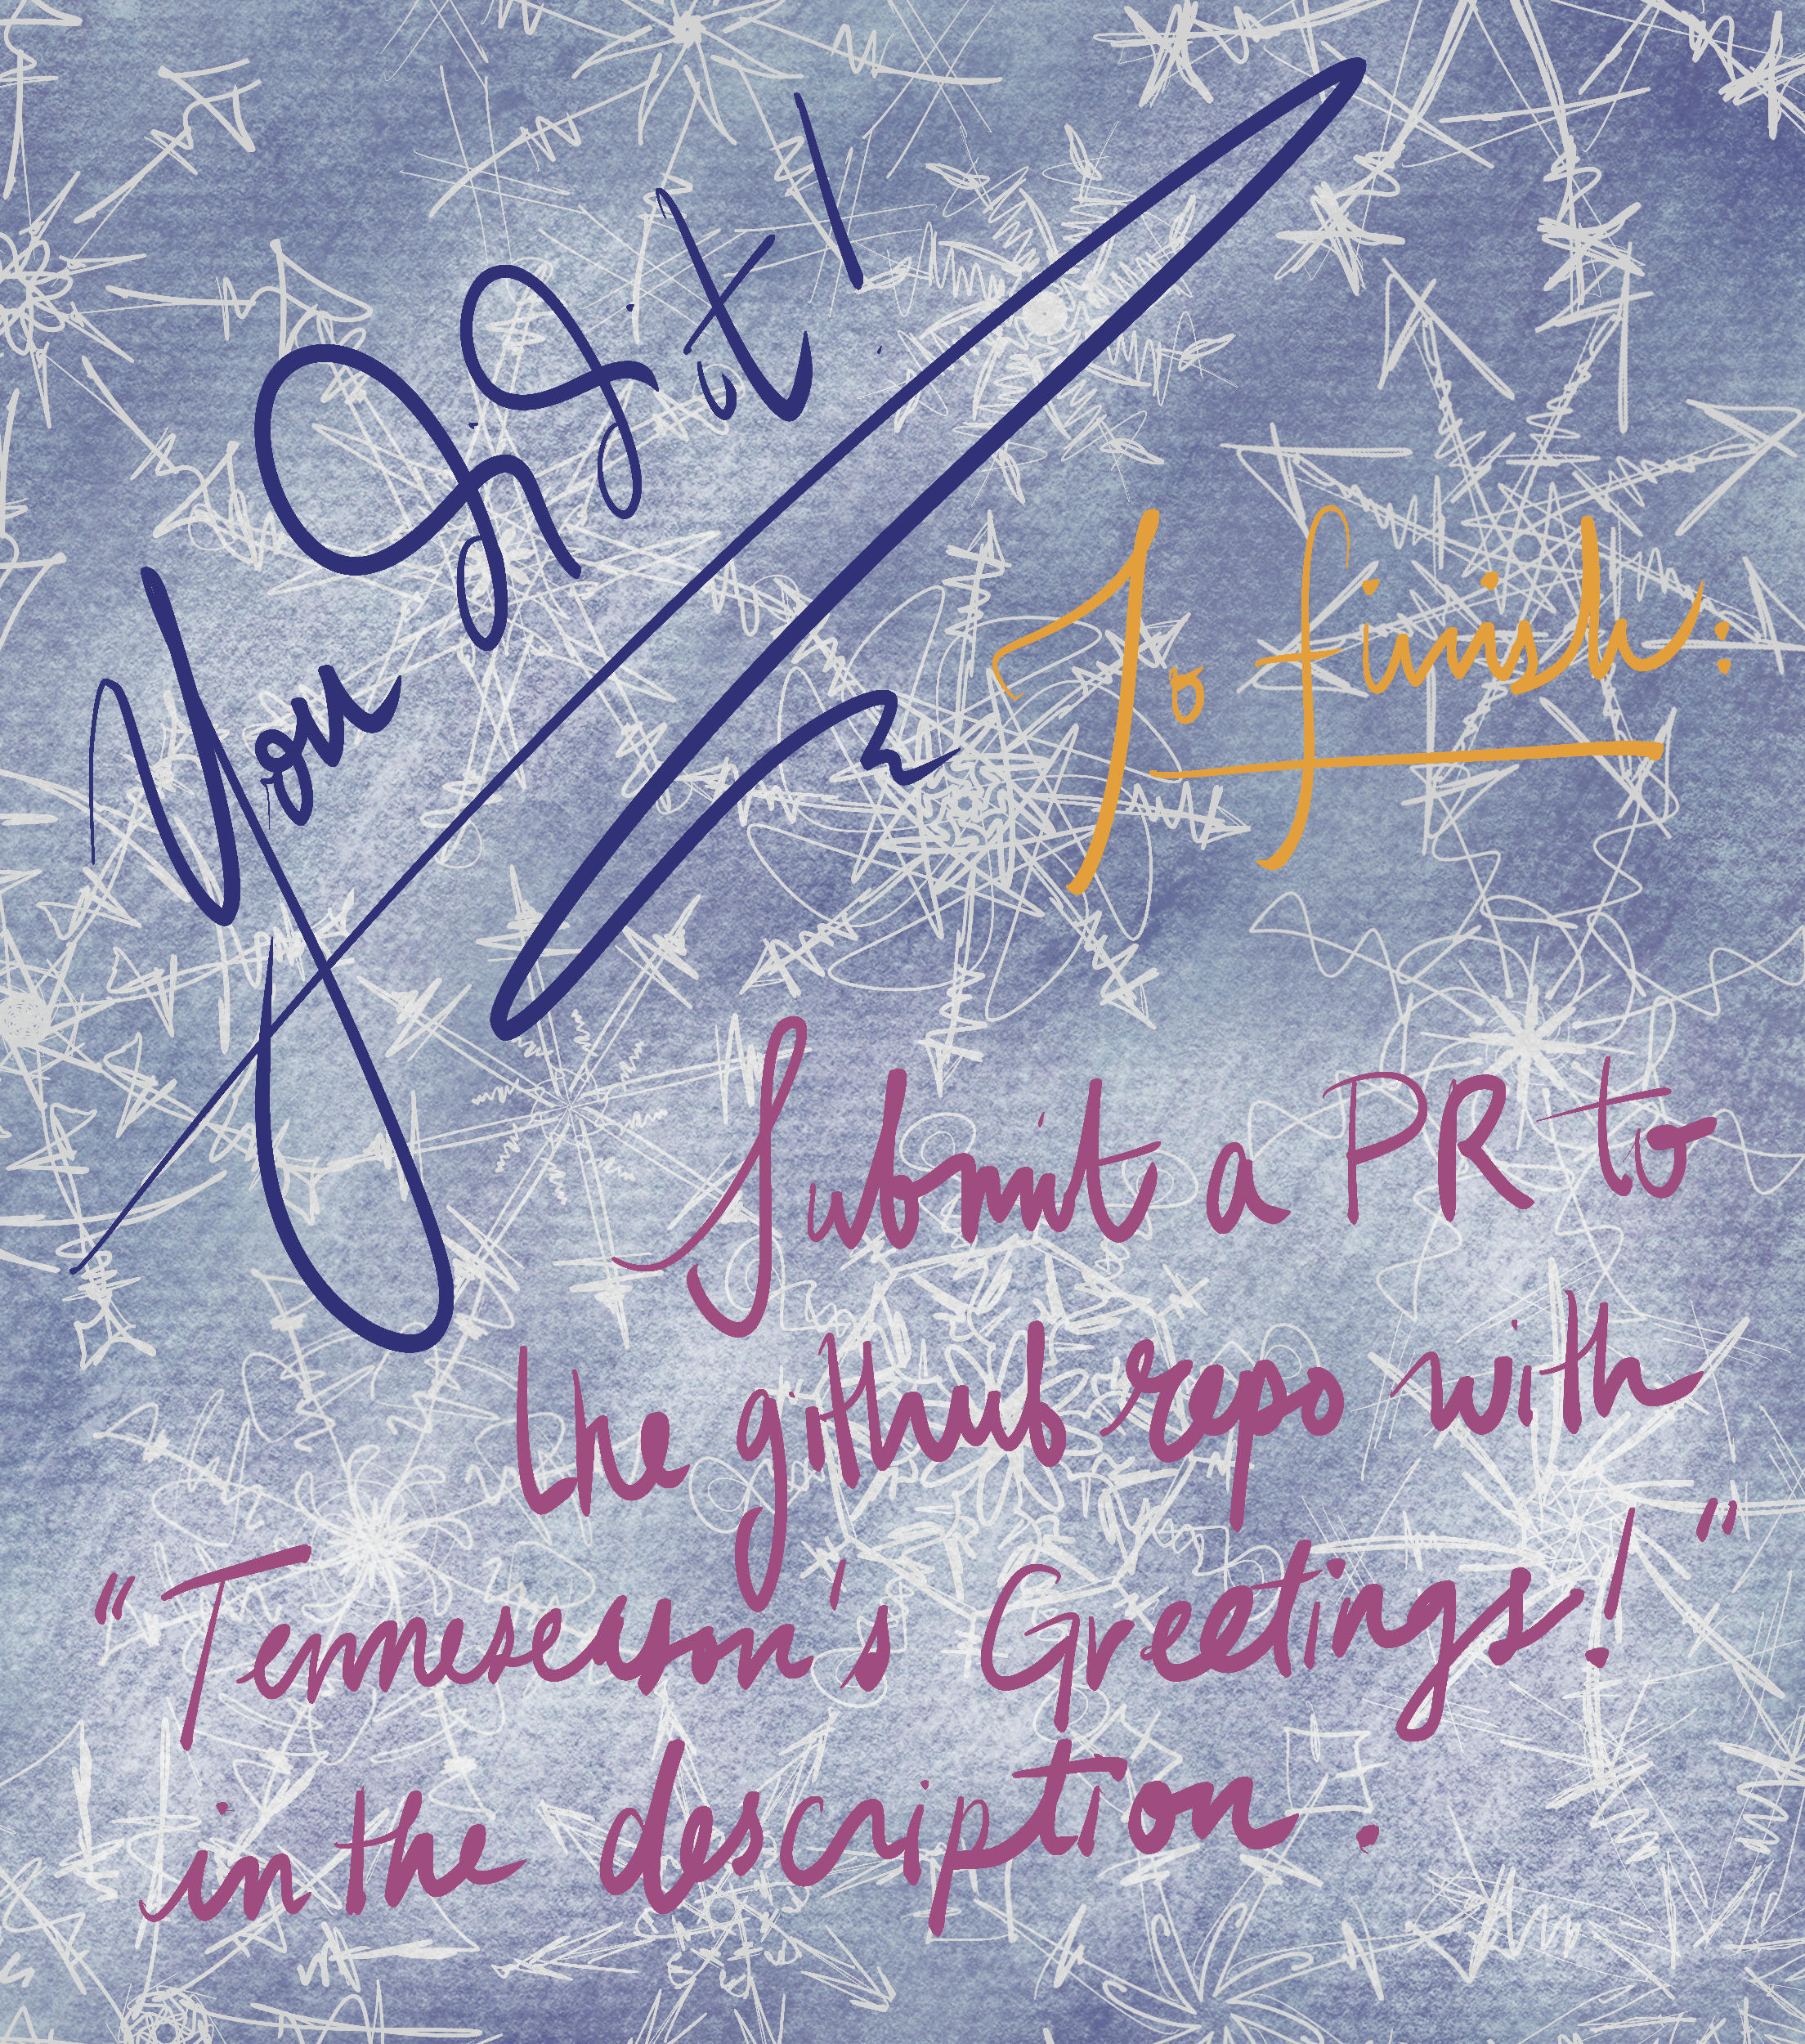 You Did it!
To finish:
Submit a PR to
the github repo with
"Tenneseason's Greetings!"
in the description.